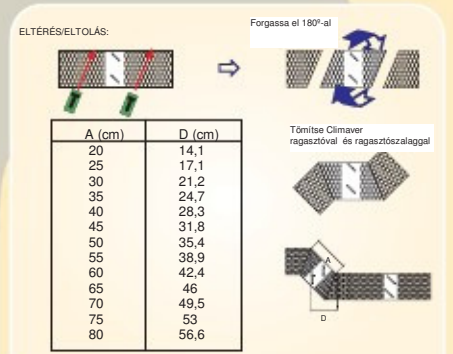 ELTÉRÉS/ELTOLÁS:
Forgassa el 180º-al
A (cm) D (cm)
20 14,1
25 17,1
30 21,2
35 24,7
40 28,3
45 31,8
50 35,4
55 38,9
60 42,4
65 46
70 49,5
75 53
80 56,6
Tömítse Climaver
ragasztóval és ragasztószalaggal
A
D